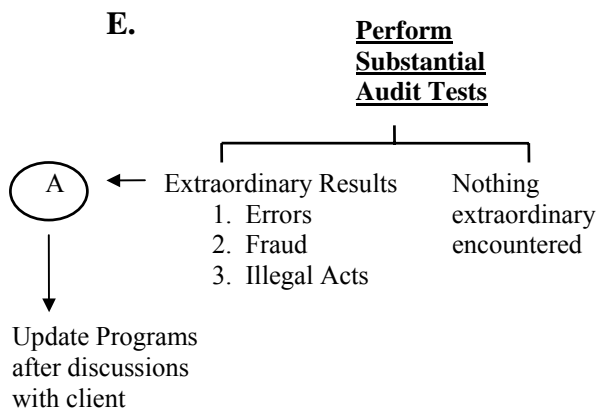 E.
Perform
Substantial
Audit Tests
A
Extraordinary Results
1. Errors
2. Fraud
3. Illegal Acts
Nothing
extraordinary
encountered
Update Programs
after discussions
with client